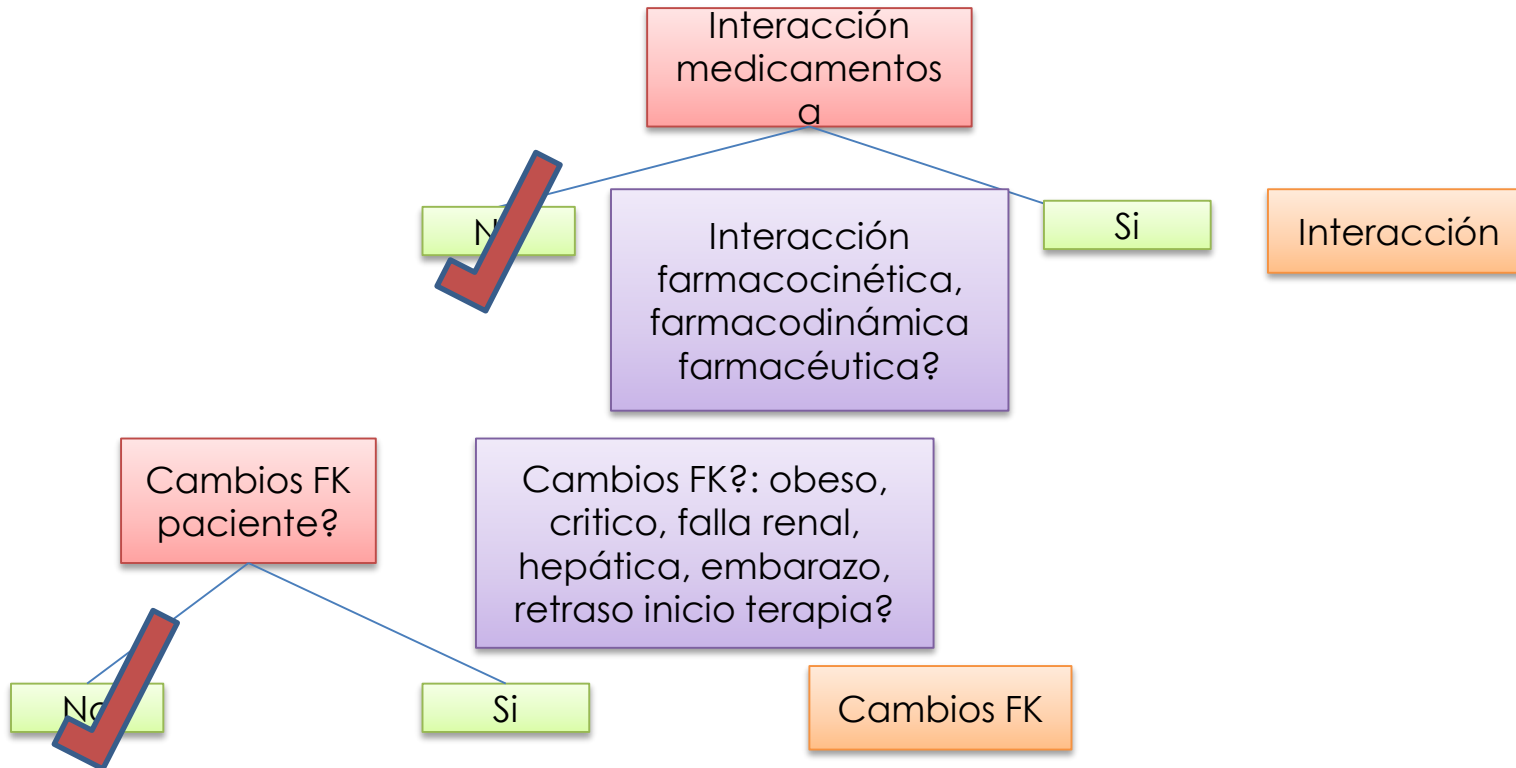 Interacción
medicamentos
a
Si
Interacción
Interacción
farmacocinética,
farmacodinámica
farmacéutica?
Cambios FK
paciente?
Cambios FK?: obeso,
critico, falla renal,
hepática, embarazo,
retraso inicio terapia?
No
Si
Cambios FK